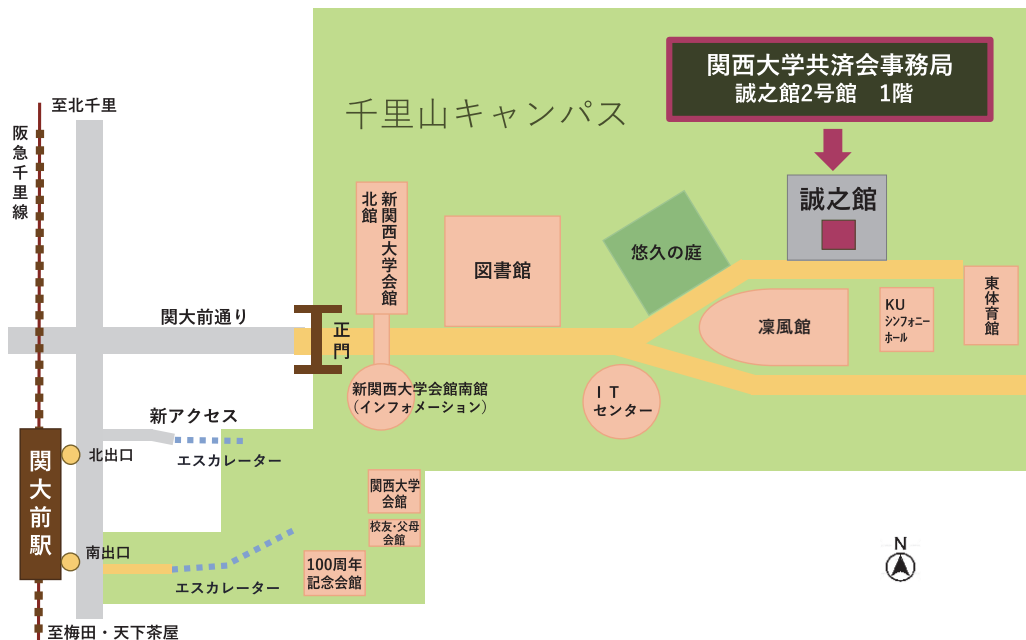 関西大学共済会事務局
誠之館2号館 1階
千里山キャンパス
至北千里
阪急千里線
新関西大学会館
北館
図書館
悠久の庭
誠之館
東体育館
凜風館
KU
シンフォニー
ホール
関大前通り
正門
新関西大学会館南館
(インフォメーション)
IT
センター
新アクセス
北出口
エスカレーター
関大前駅
関西大学
会館
校友・父母
会館
南出口
エスカレーター
100周年
記念会館
N
至梅田・天下茶屋